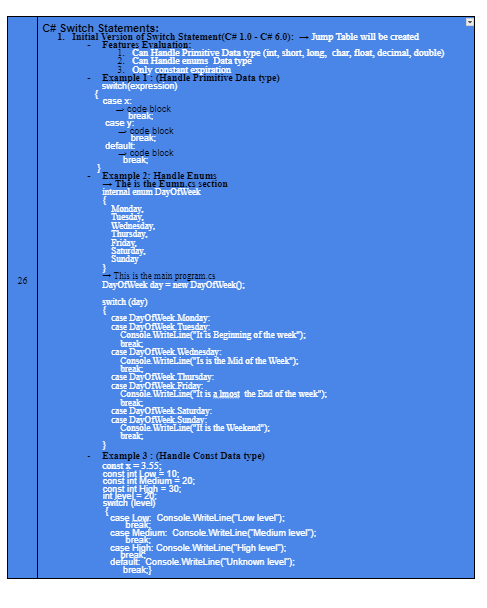 C# Switch Statements:
1. Initial Version of Switch Statement(C# 1.0 - C# 6.0): → Jump Table will be created
- Features Evaluation:
1. Can Handle Primitive Data type (int, short, long, char, float, decimal, double)
2. Can Handle enums Data type
3. Only constant expiration
- Example 1 : (Handle Primitive Data type)
switch(expression)
{
case x:
→ code block
break;
case y:
→ code block
break;
default:
→ code block
break;
}
- Example 2: Handle Enums
→ The is the Eumn.cs section
internal enum DayOfWeek
{
Monday,
Tuesday,
Wednesday,
Thursday,
Friday,
Saturday,
Sunday
}
→ This is the main program.cs
26
DayOfWeek day = new DayOfWeek();
switch (day)
{
case DayOfWeek.Monday:
case DayOfWeek.Tuesday:
Console.WriteLine("It is Beginning of the week");
break;
case DayOfWeek.Wednesday:
Console.WriteLine("Is is the Mid of the Week");
break;
case DayOfWeek.Thursday:
case DayOfWeek.Friday:
Console.WriteLine("It is a lmost the End of the week");
break;
case DayOfWeek.Saturday:
case DayOfWeek.Sunday:
Console.WriteLine("It is the Weekend");
break;
}
- Example 3 : (Handle Const Data type)
const x = 3.55;
const int Low = 10;
const int Medium = 20;
const int High = 30;
int level = 20;
switch (level)
{
case Low: Console.WriteLine("Low level");
break;
case Medium: Console.WriteLine("Medium level");
break;
case High: Console.WriteLine("High level");
break;
default: Console.WriteLine("Unknown level");
break;}